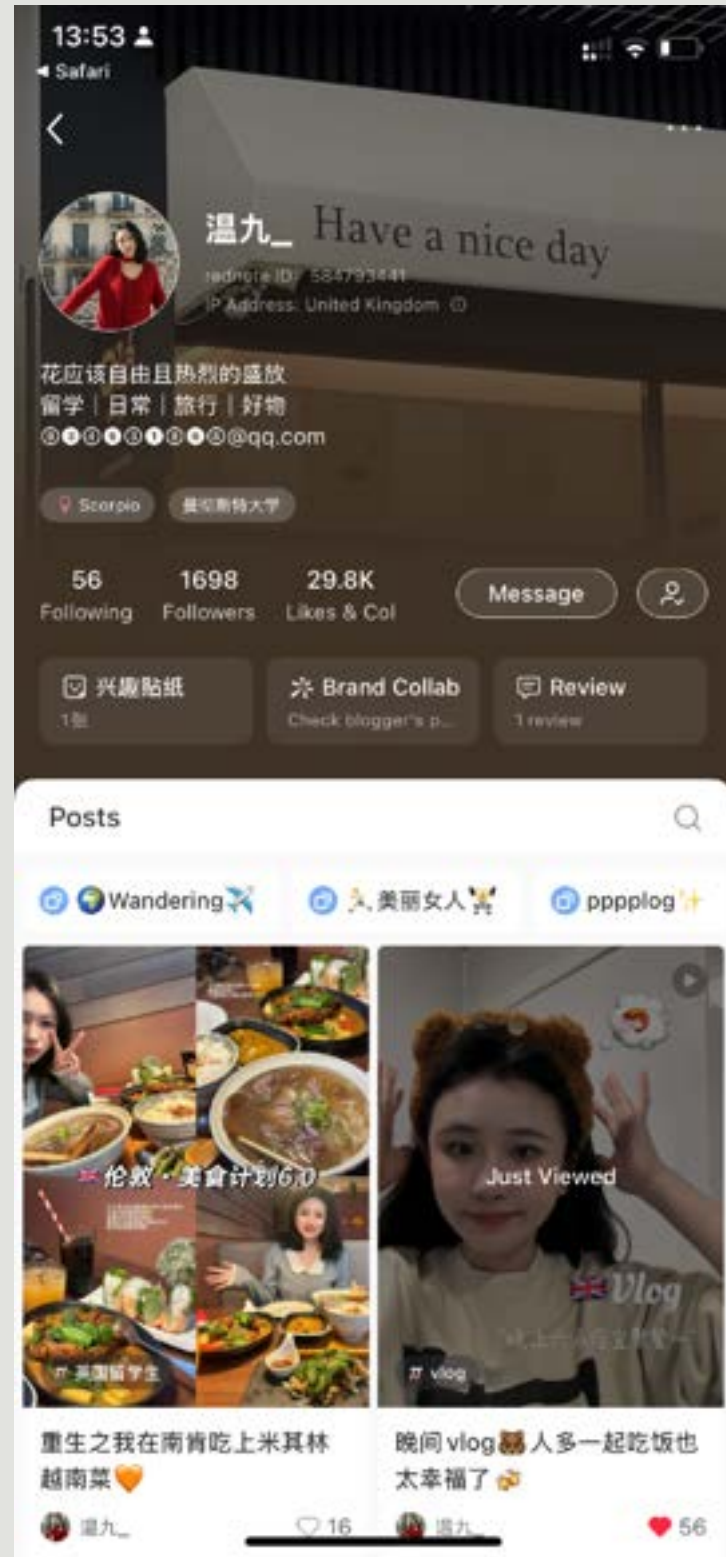 13:53
Safari
温九_
Have a nice day
rednote ID: 584793441
IP Address: United Kingdom
花应该自由且热烈的盛放
留学｜日常｜旅行｜好物
@qq.com
Scorpio
曼彻斯特大学
56
1698
29.8K
Following
Followers
Likes & Col
Message
兴趣贴纸
1张
Brand Collab
Check blogger's p...
Review
1 review
Posts
🌍Wandering✈️
美丽女人
pppplog✨
🇬🇧伦敦·美食计划6.0
# 英国留学生
Just Viewed
🇬🇧Vlog
# vlog
重生之我在南肯吃上米其林
越南菜🧡
温九_
16
晚间vlog🐻人多一起吃饭也
太幸福了
温九_
56